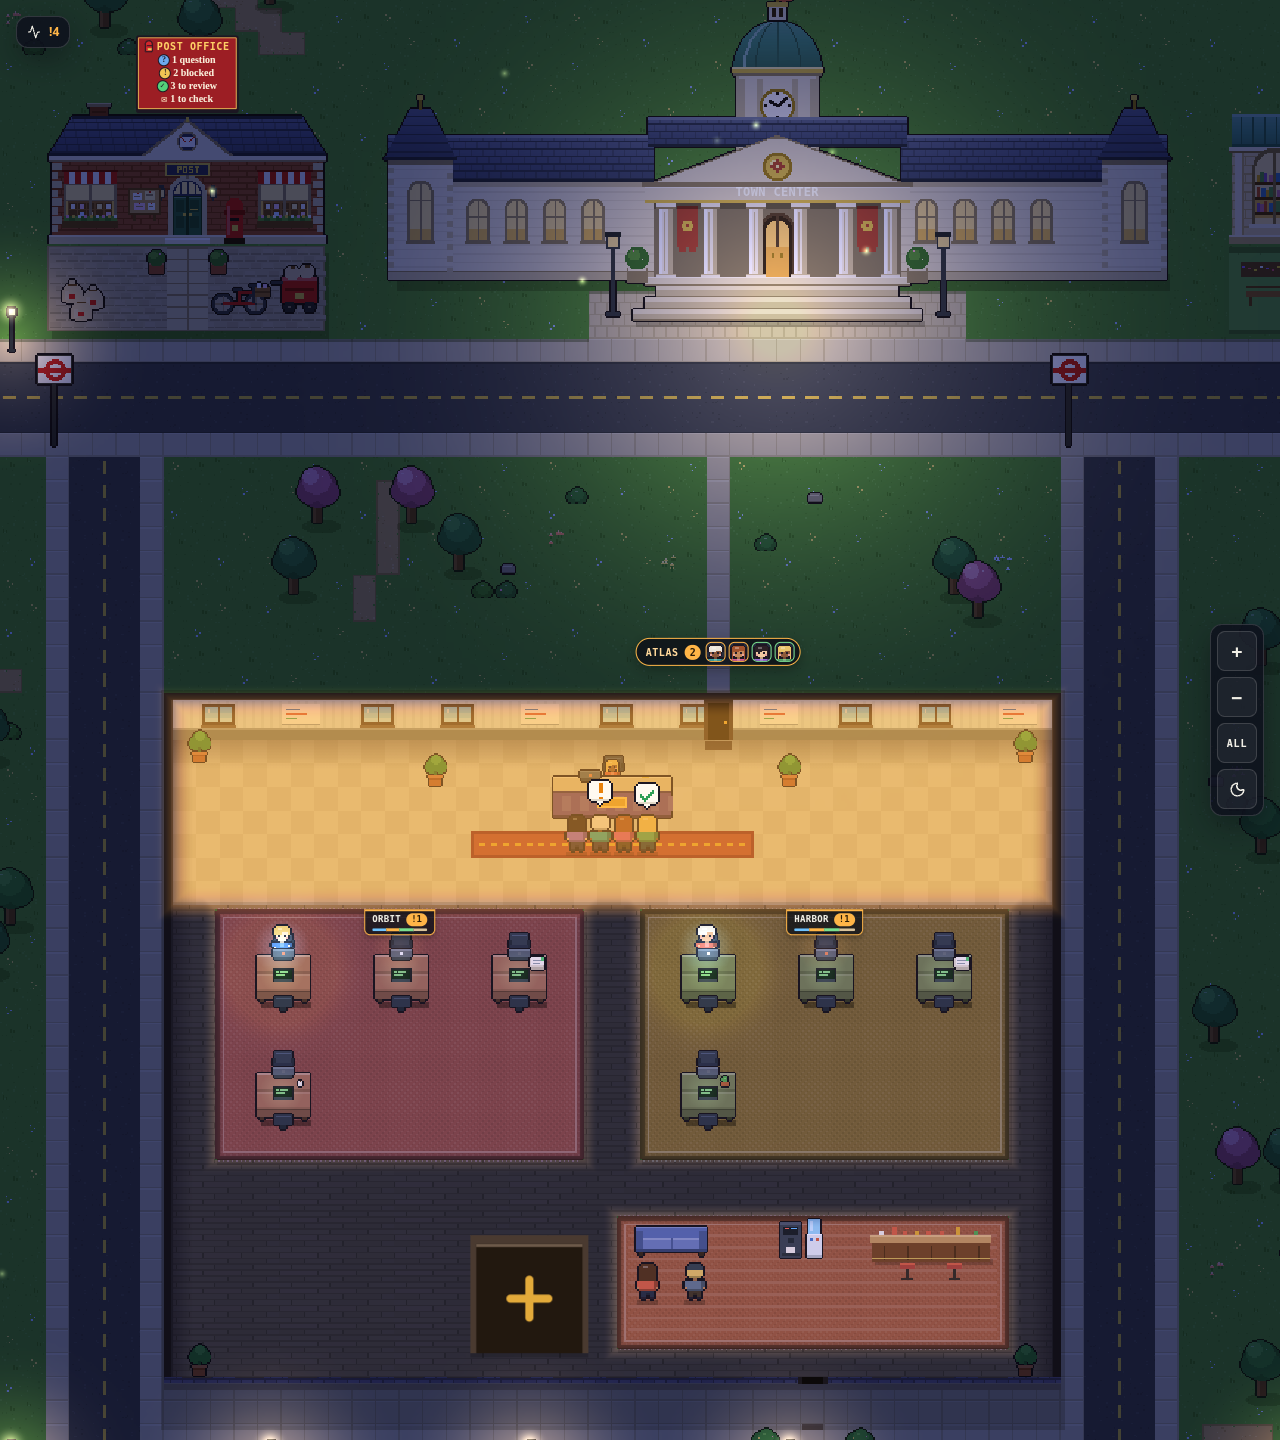 !4
POST OFFICE
? 1 question
! 2 blocked
✓ 3 to review
✉ 1 to check
POST
TOWN CENTER
ATLAS 2
ORBIT !1
HARBOR !1
+
−
ALL